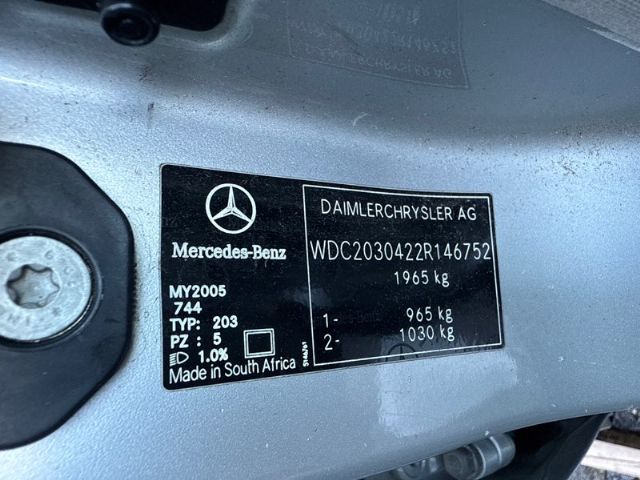 Mercedes-Benz
MY2005
744
TYP: 203
PZ : 5
1.0%
Made in South Africa
DAIMLERCHRYSLER AG
WDC2030422R146752
1965 kg
1- 965 kg
2- 1030 kg